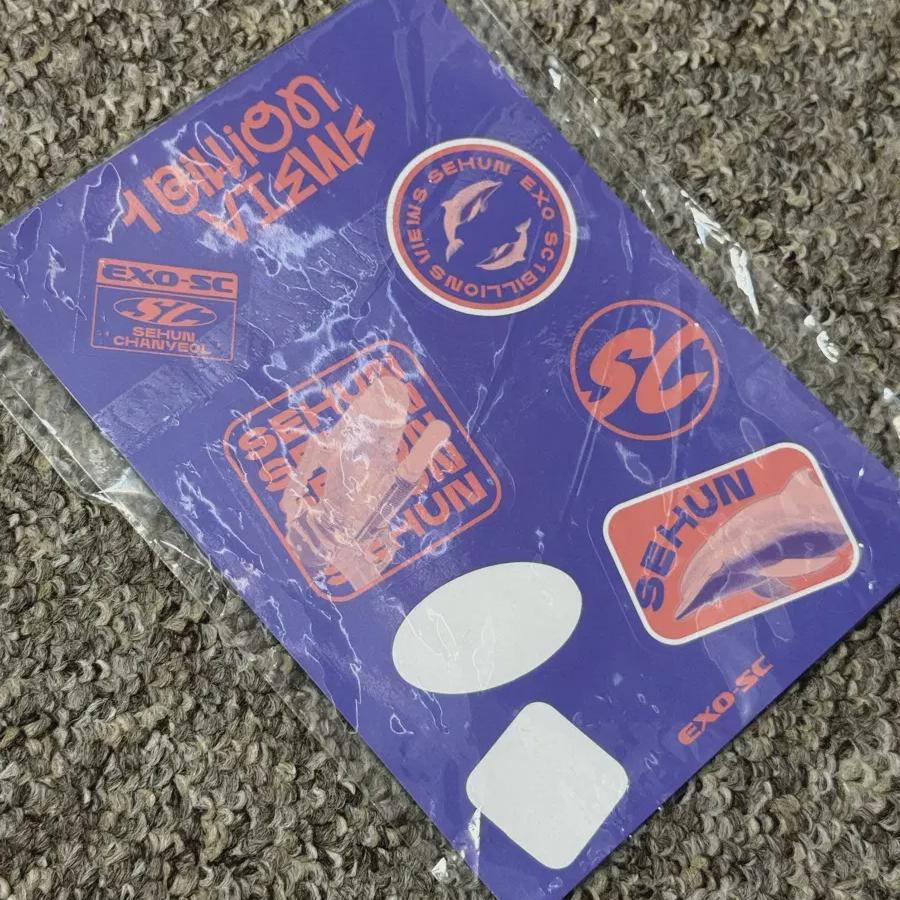 1 Billion
VIEWS
SEHUN EXO SC 1 BILLIONS VIEWS
EXO-SC
SC
SEHUN
CHANYEOL
SC
SEHUN
SEHUN
SEHUN
SEHUN
EXO-SC